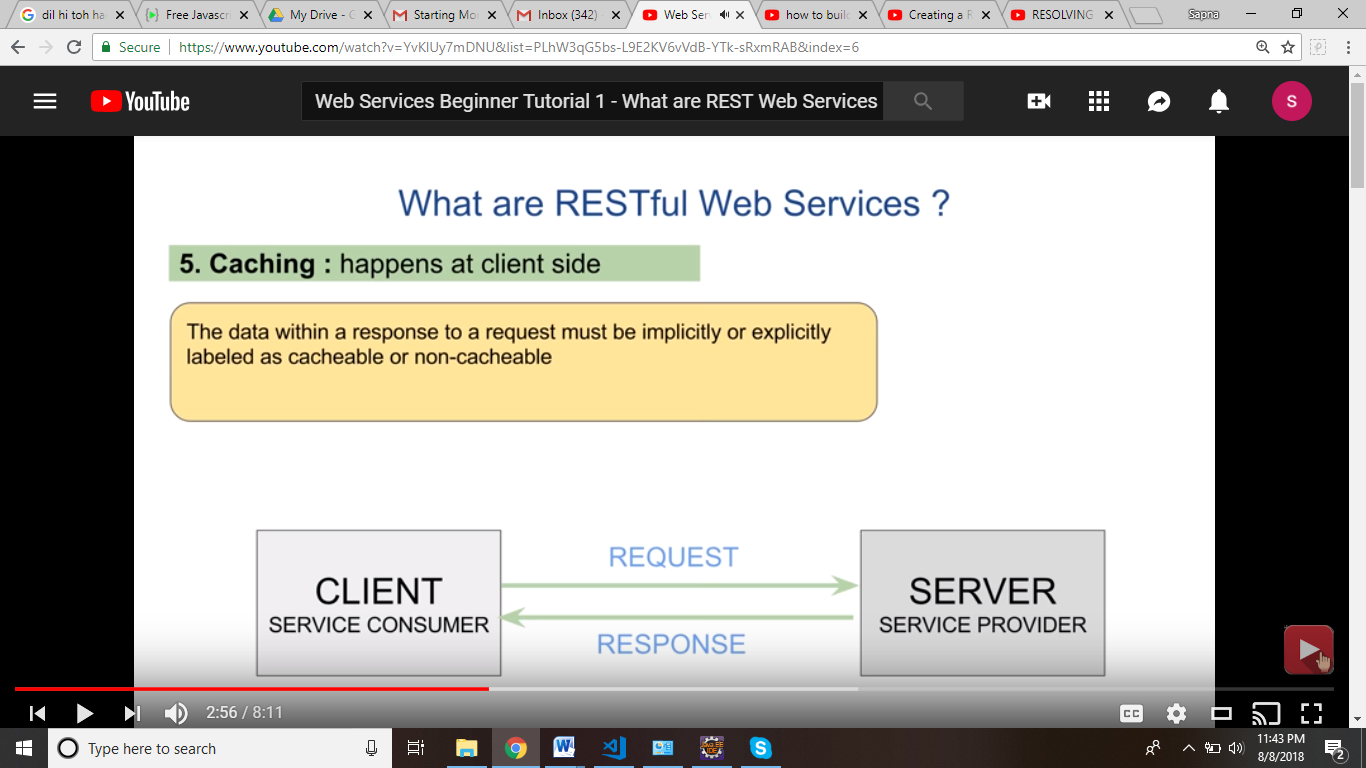 dil hi toh ha
Free Javascr
My Drive - G
Starting Mo
Inbox (342)
Web Ser
how to build
Creating a R
RESOLVING
Sapna
Secure
https://www.youtube.com/watch?v=YvKlUy7mDNU&list=PLhW3qG5bs-L9E2KV6vVdB-YTk-sRxmRAB&index=6
YouTube
Web Services Beginner Tutorial 1 - What are REST Web Services
S
What are RESTful Web Services ?
5. Caching : happens at client side
The data within a response to a request must be implicitly or explicitly
labeled as cacheable or non-cacheable
CLIENT
SERVICE CONSUMER
REQUEST
RESPONSE
SERVER
SERVICE PROVIDER
2:56 / 8:11
CC
Type here to search
11:43 PM
8/8/2018
2